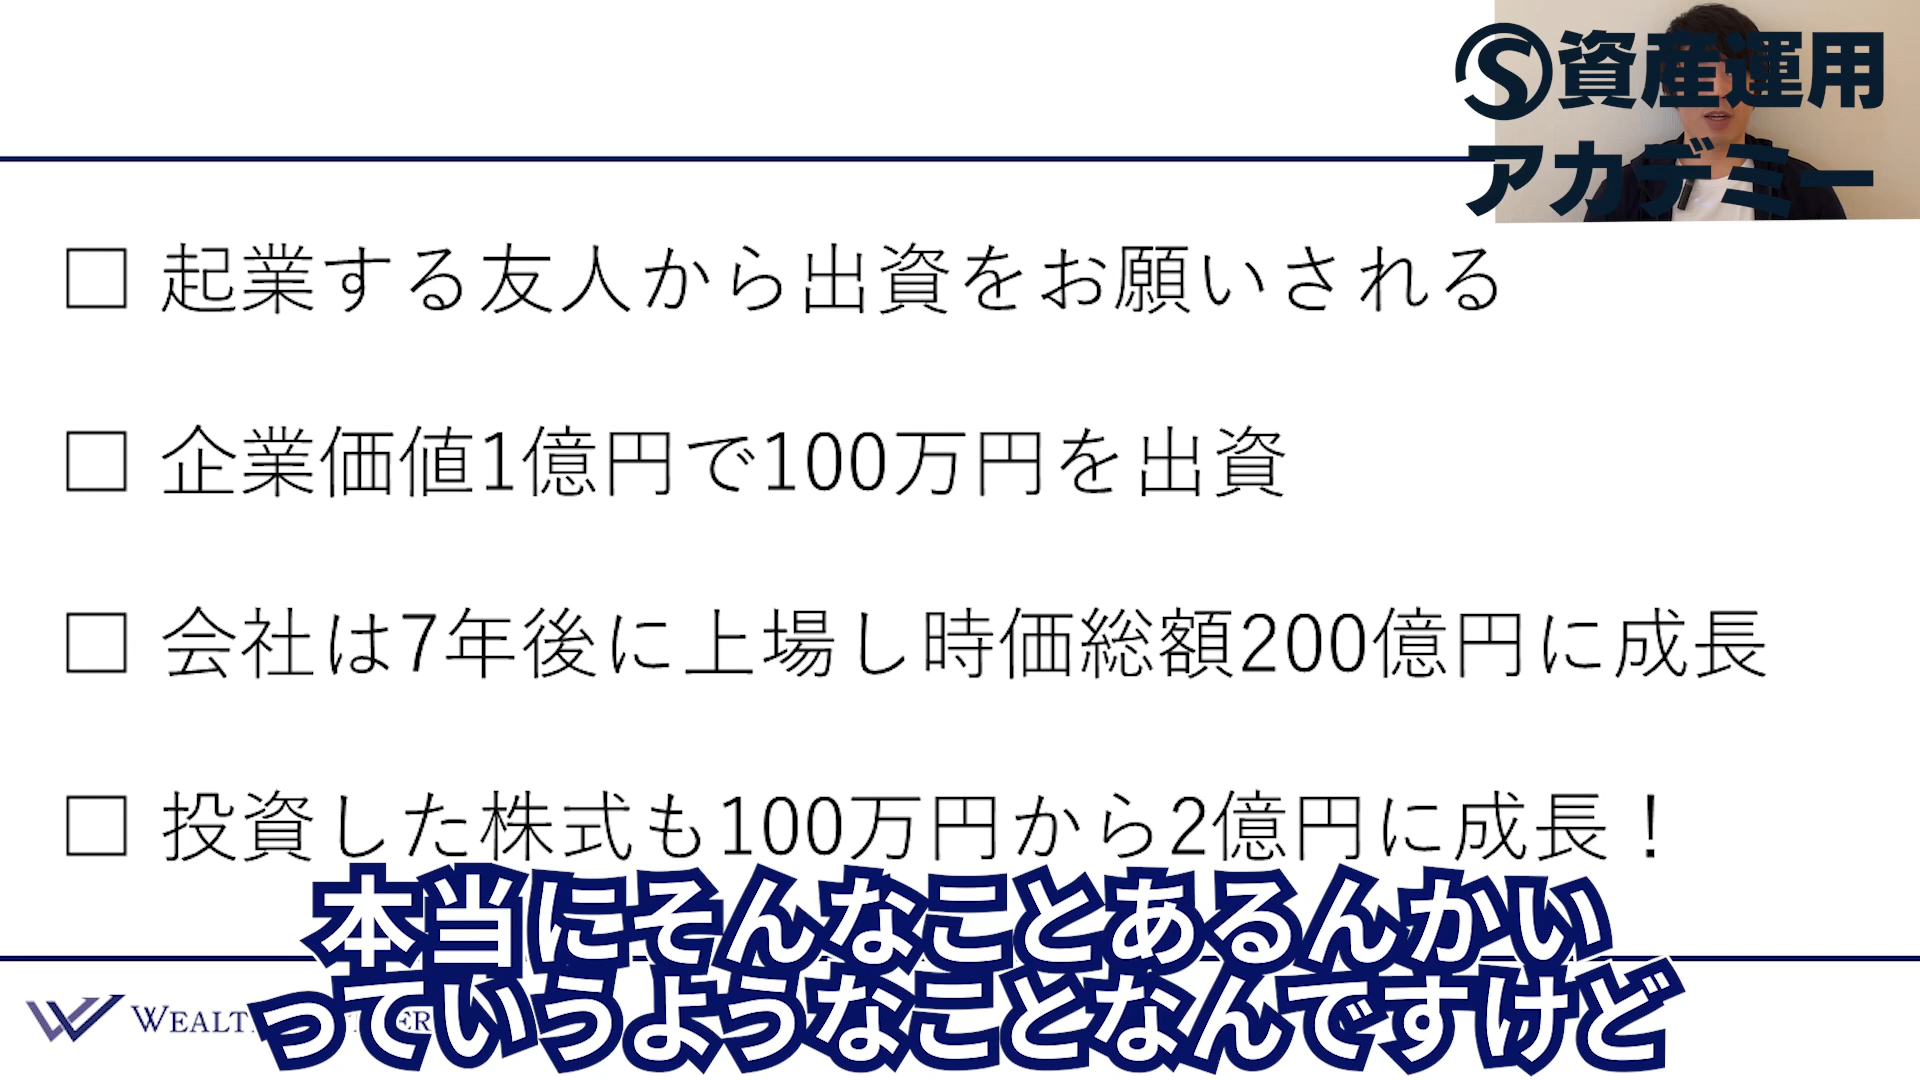 資産運用
アカデミー
□ 起業する友人から出資をお願いされる
□ 企業価値1億円で100万円を出資
□ 会社は7年後に上場し時価総額200億円に成長
□ 投資した株式も100万円から2億円に成長！
本当にそんなことあるんかい
っていうようなことなんですけど